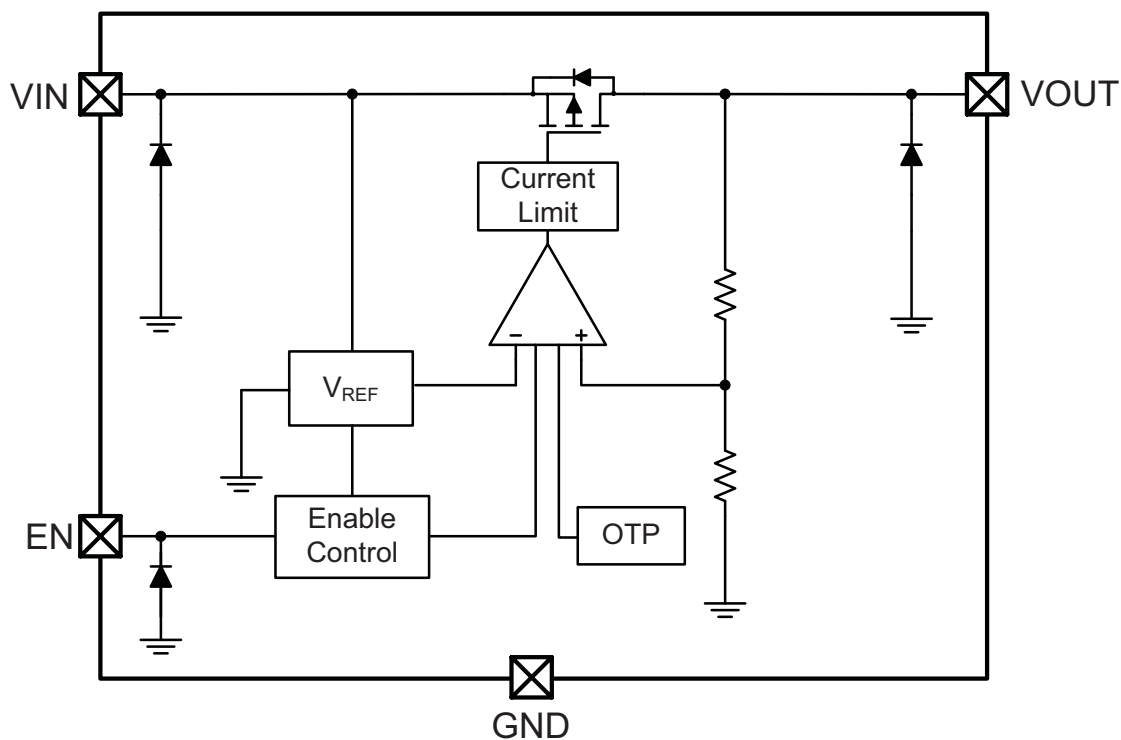 VIN
VOUT
Current
Limit
- +
V_REF
EN
Enable
Control
OTP
GND